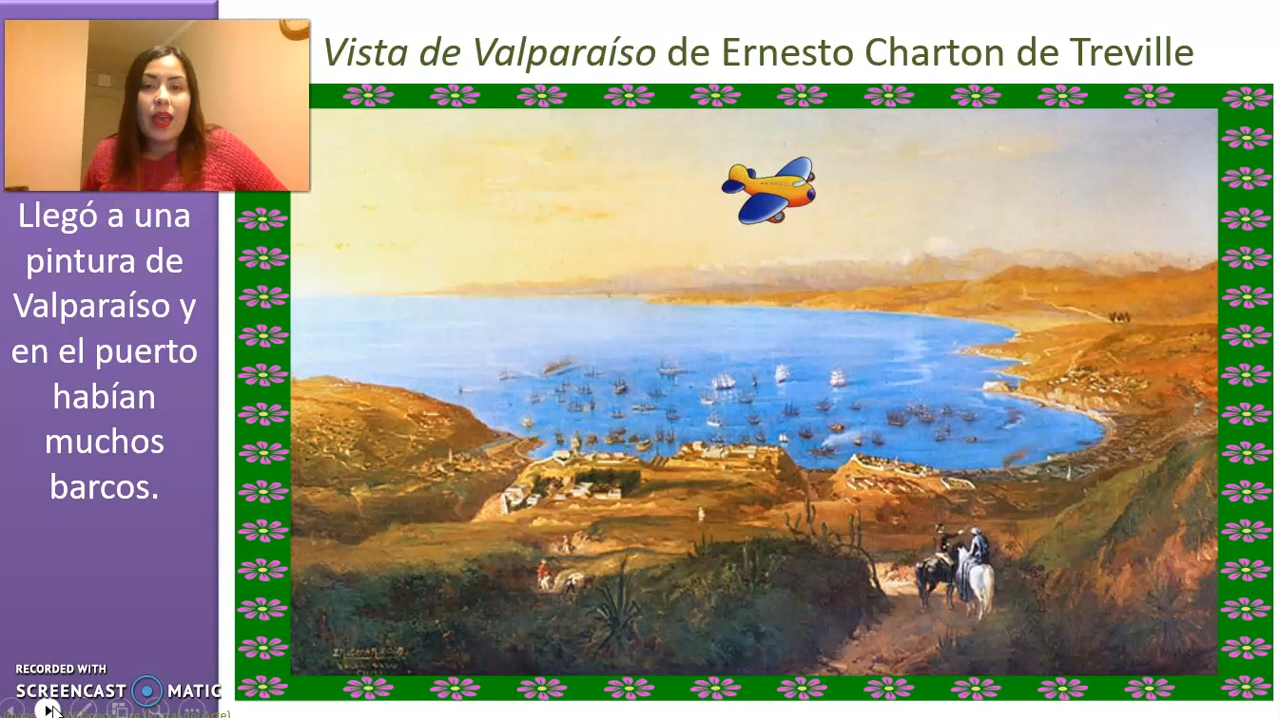 Vista de Valparaíso de Ernesto Charton de Treville
Llegó a una
pintura de
Valparaíso y
en el puerto
habían
muchos
barcos.
RECORDED WITH
SCREENCAST MATIC